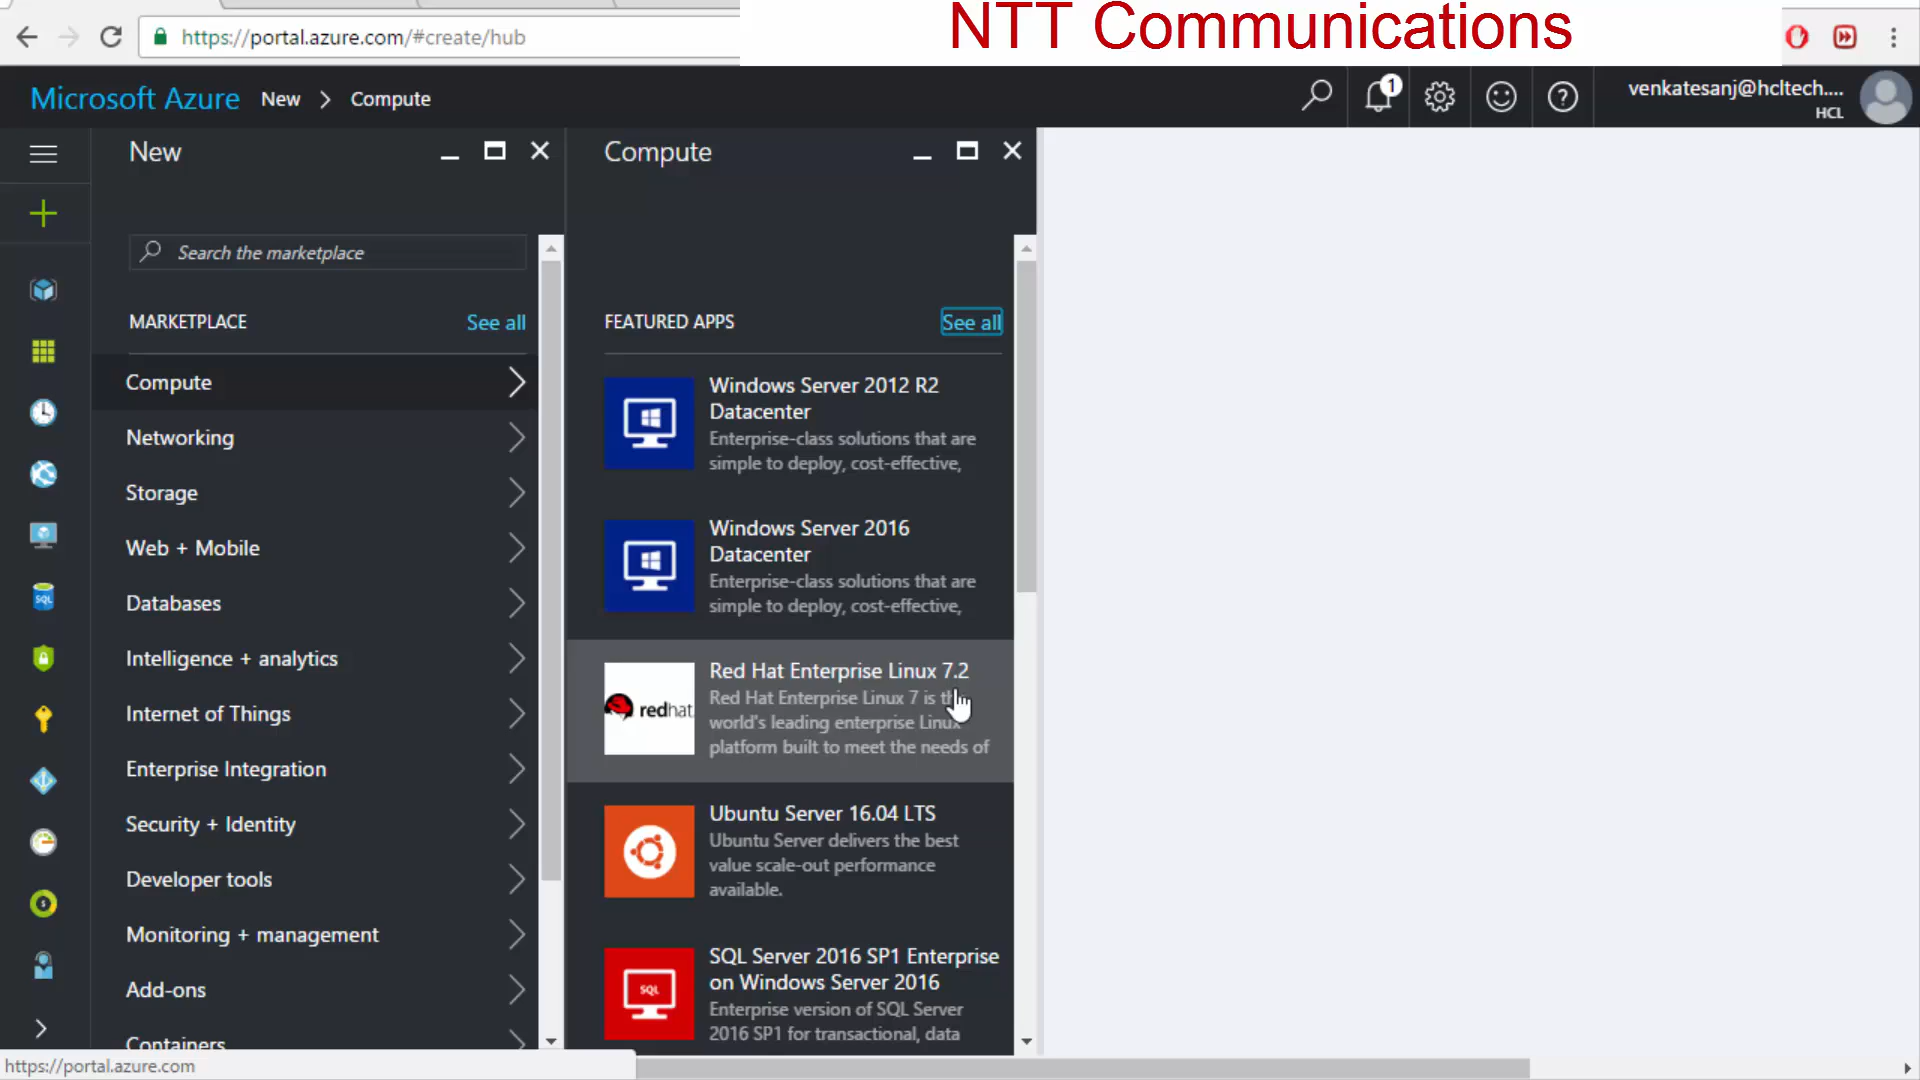 NTT Communications
https://portal.azure.com/#create/hub
Microsoft Azure New Compute
1
venkatesanj@hcltech....
HCL
New
Search the marketplace
MARKETPLACE See all
Compute
Networking
Storage
Web + Mobile
Databases
Intelligence + analytics
Internet of Things
Enterprise Integration
Security + Identity
Developer tools
Monitoring + management
Add-ons
Containers
Compute
FEATURED APPS See all
Windows Server 2012 R2
Datacenter
Enterprise-class solutions that are
simple to deploy, cost-effective,
Windows Server 2016
Datacenter
Enterprise-class solutions that are
simple to deploy, cost-effective,
redhat
Red Hat Enterprise Linux 7.2
Red Hat Enterprise Linux 7 is the
world's leading enterprise Linux
platform built to meet the needs of
Ubuntu Server 16.04 LTS
Ubuntu Server delivers the best
value scale-out performance
available.
SQL
SQL Server 2016 SP1 Enterprise
on Windows Server 2016
Enterprise version of SQL Server
2016 SP1 for transactional, data
SQL
https://portal.azure.com